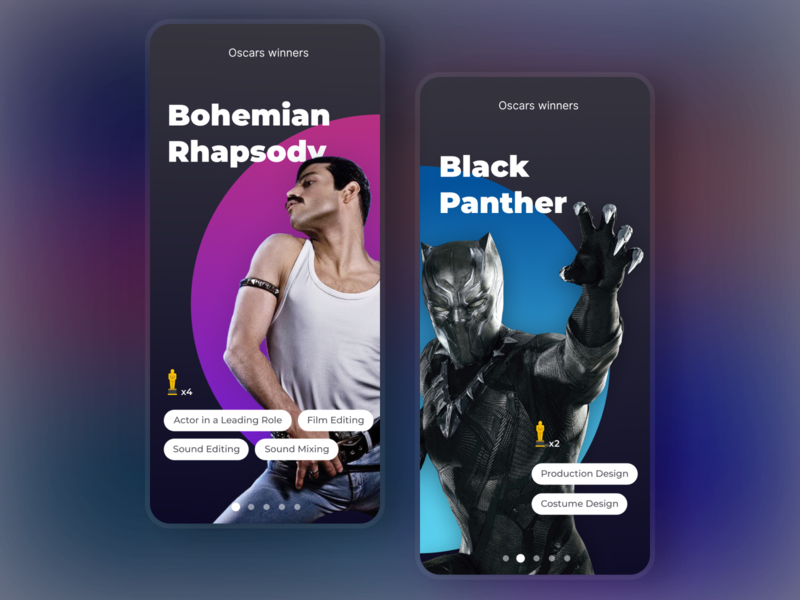 Oscars winners
Bohemian
Rhapsody
x4
Actor in a Leading Role
Film Editing
Sound Editing
Sound Mixing
Oscars winners
Black
Panther
x2
Production Design
Costume Design